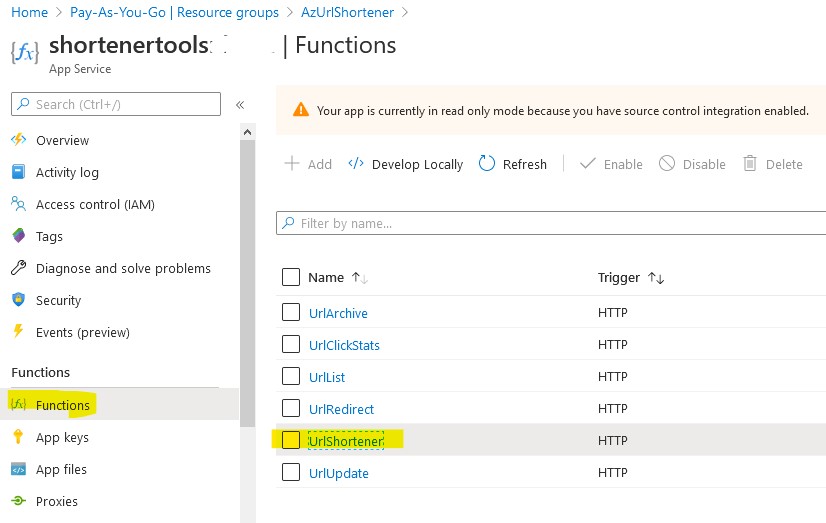 Home > Pay-As-You-Go | Resource groups > AzUrlShortener >
shortenertools | Functions
App Service
Search (Ctrl+/)
«
Overview
Activity log
Access control (IAM)
Tags
Diagnose and solve problems
Security
Events (preview)
Functions
Functions
App keys
App files
Proxies
Your app is currently in read only mode because you have source control integration enabled.
Add
Develop Locally
Refresh
Enable
Disable
Delete
Filter by name...
Name Trigger
UrlArchive HTTP
UrlClickStats HTTP
UrlList HTTP
UrlRedirect HTTP
UrlShortener HTTP
UrlUpdate HTTP